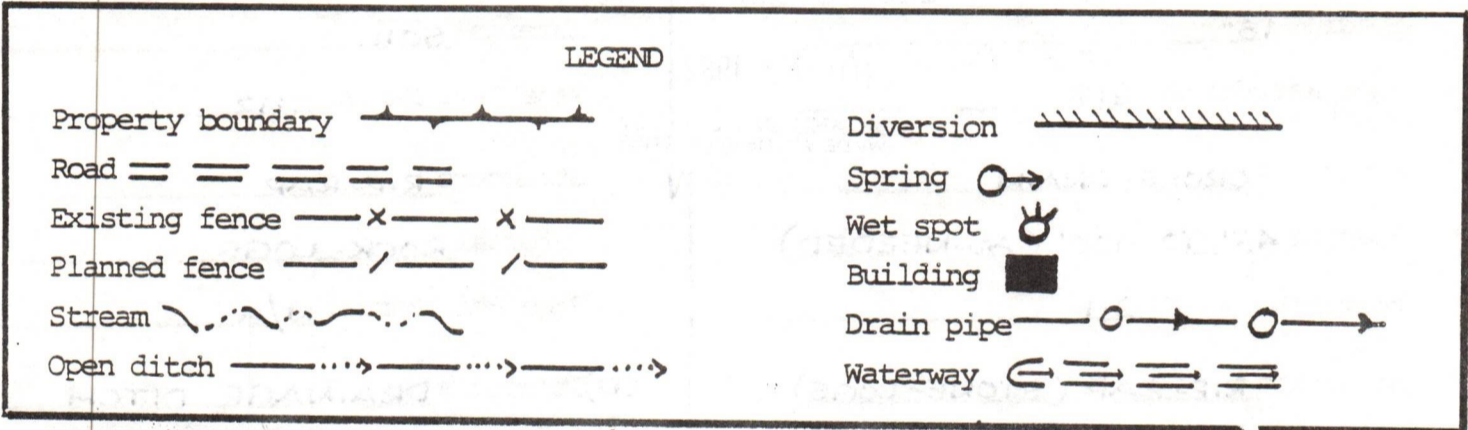 LEGEND
Property boundary
Road
Existing fence
Planned fence
Stream
Open ditch
Diversion
Spring
Wet spot
Building
Drain pipe
Waterway